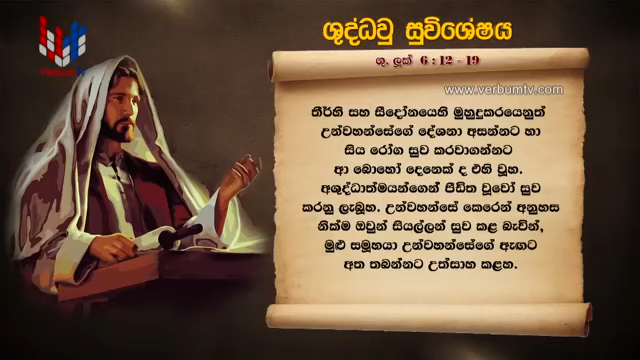 Verbum TV
ශුද්ධවූ සුවිශේෂය
ශු. ලූක් 6 : 12 - 19
www.verbumtv.com
තීර්හි සහ සීදෝනයෙහි මුහුදුකරයෙනුත්
උන්වහන්සේගේ දේශනා අසන්නට හා
සිය රෝග සුව කරවාගන්නට
ආ බොහෝ දෙනෙක් ද එහි වූහ.
අශුද්ධාත්මයන්ගෙන් පීඩිත වූවෝ සුව
කරනු ලැබූහ. උන්වහන්සේ කෙරෙන් අනුහස
නික්ම ඔවුන් සියල්ලන් සුව කළ බැවින්,
මුළු සමූහයා උන්වහන්සේගේ ඇඟට
අත තබන්නට උත්සාහ කළහ.